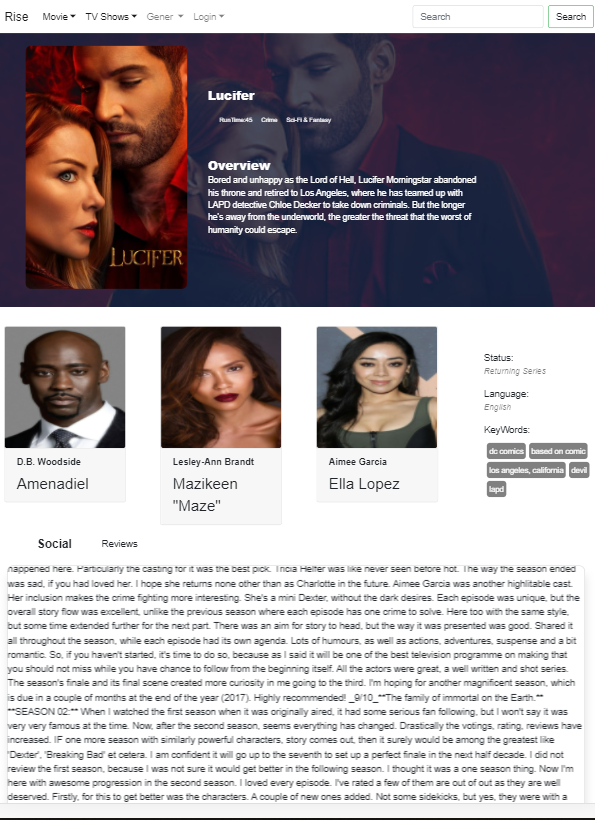 Rise Movie TV Shows Gener Login Search Search
Lucifer
RunTime:45 Crime Sci-Fi & Fantasy
Overview
Bored and unhappy as the Lord of Hell, Lucifer Morningstar abandoned
his throne and retired to Los Angeles, where he has teamed up with
LAPD detective Chloe Decker to take down criminals. But the longer
he's away from the underworld, the greater the threat that the worst of
humanity could escape.
LUCIFER
D.B. Woodside
Amenadiel
Lesley-Ann Brandt
Mazikeen
"Maze"
Aimee Garcia
Ella Lopez
Status:
Returning Series
Language:
English
KeyWords:
dc comics based on comic
los angeles, california devil
lapd
Social Reviews
happened here. Particularly the casting for it was the best pick. Tricia Helfer was like never seen before hot. The way the season ended
was sad, if you had loved her. I hope she returns none other than as Charlotte in the future. Aimee Garcia was another highlitable cast.
Her inclusion makes the crime fighting more interesting. She's a mini Dexter, without the dark desires. Each episode was unique, but the
overall story flow was excellent, unlike the previous season where each episode has one crime to solve. Here too with the same style,
but some time extended further for the next part. There was an aim for story to head, but the way it was presented was good. Shared it
all throughout the season, while each episode had its own agenda. Lots of humours, as well as actions, adventures, suspense and a bit
romantic. So, if you haven't started, it's time to do so, because as I said it will be one of the best television programme on making that
you should not miss while you have chance to follow from the beginning itself. All the actors were great, a well written and shot series.
The season's finale and its final scene created more curiosity in me going to the third. I'm hoping for another magnificent season, which
is due in a couple of months at the end of the year (2017). Highly recommended! _9/10_**The family of immortal on the Earth.**
**SEASON 02:** When I watched the first season when it was originally aired, it had some serious fan following, but I won't say it was
very very famous at the time. Now, after the second season, seems everything has changed. Drastically the votings, rating, reviews have
increased. IF one more season with similarly powerful characters, story comes out, then it surely would be among the greatest like
'Dexter', 'Breaking Bad' et cetera. I am confident it will go up to the seventh to set up a perfect finale in the next half decade. I did not
review the first season, because I was not sure it would get better in the following season. I thought it was a one season thing. Now I'm
here with awesome progression in the second season. I loved every episode. I've rated a few of them are out of out as they are well
deserved. Firstly, for this to get better was the characters. A couple of new ones added. Not some sidekicks, but yes, they were with a